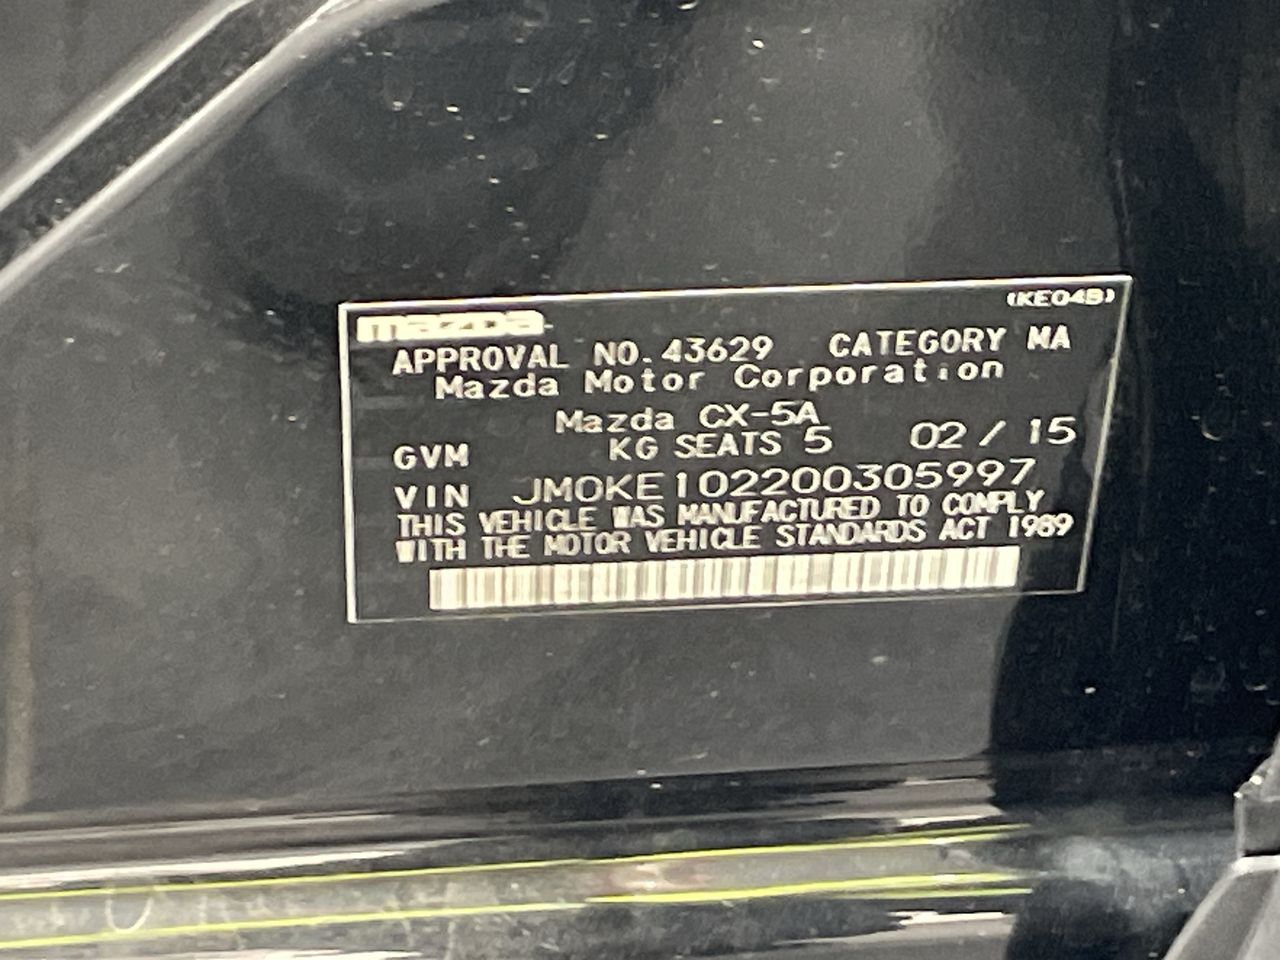 (KE04B)
mazda
APPROVAL NO. 43629 CATEGORY MA
Mazda Motor Corporation
Mazda CX-5A
GVM KG SEATS 5 02 / 15
VIN JM0KE102200305997
THIS VEHICLE WAS MANUFACTURED TO COMPLY
WITH THE MOTOR VEHICLE STANDARDS ACT 1989